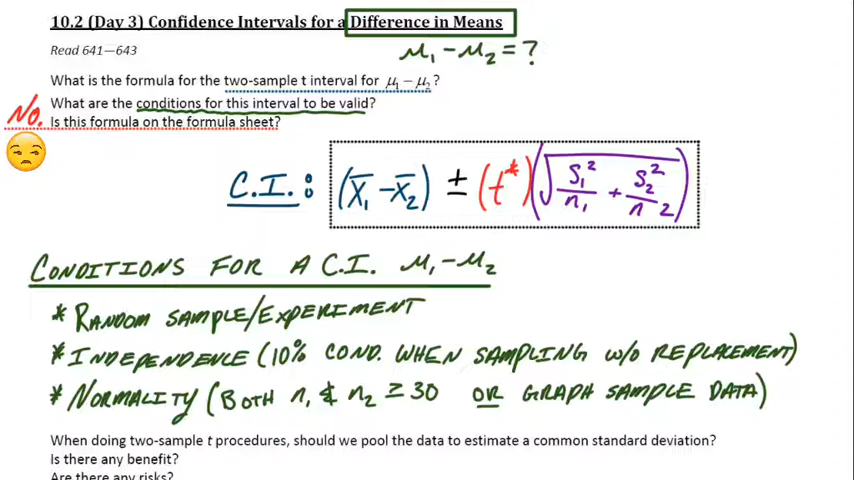 10.2 (Day 3) Confidence Intervals for a Difference in Means
μ₁ - μ₂ = ?
Read 641—643
What is the formula for the two-sample t interval for μ₁ − μ₂?
What are the conditions for this interval to be valid?
No. Is this formula on the formula sheet?
C.I.: (x̄₁ - x̄₂) ± (t*)(√(s₁²/n₁ + s₂²/n₂))
CONDITIONS FOR A C.I. μ₁-μ₂
* RANDOM SAMPLE/EXPERIMENT
* INDEPENDENCE (10% COND. WHEN SAMPLING W/O REPLACEMENT)
* NORMALITY (BOTH n₁ & n₂ ≥ 30 OR GRAPH SAMPLE DATA)
When doing two-sample t procedures, should we pool the data to estimate a common standard deviation?
Is there any benefit?
Are there any risks?